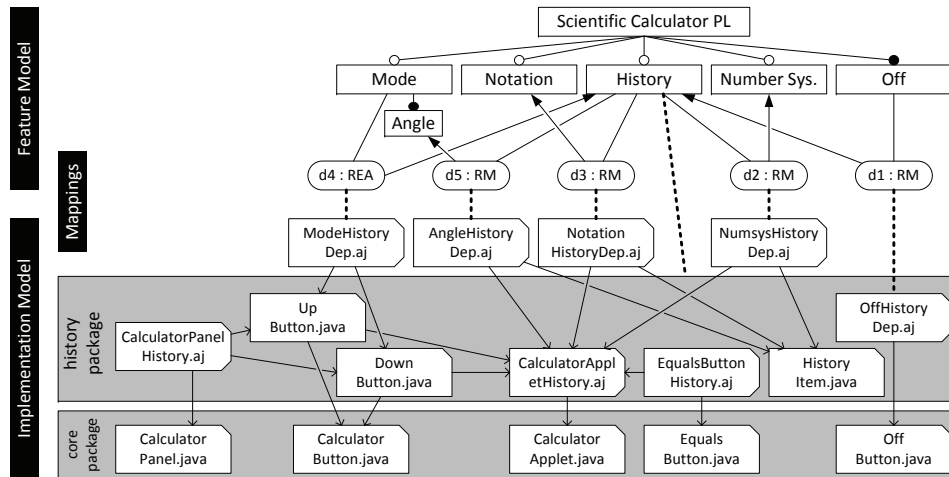 Feature Model
Mappings
Implementation Model
Scientific Calculator PL
Mode
Notation
History
Number Sys.
Off
Angle
d4 : REA
d5 : RM
d3 : RM
d2 : RM
d1 : RM
ModeHistory
Dep.aj
AngleHistory
Dep.aj
Notation
HistoryDep.aj
NumsysHistory
Dep.aj
history
package
Up
Button.java
OffHistory
Dep.aj
CalculatorPanel
History.aj
Down
Button.java
CalculatorAppl
etHistory.aj
EqualsButton
History.aj
History
Item.java
core
package
Calculator
Panel.java
Calculator
Button.java
Calculator
Applet.java
Equals
Button.java
Off
Button.java